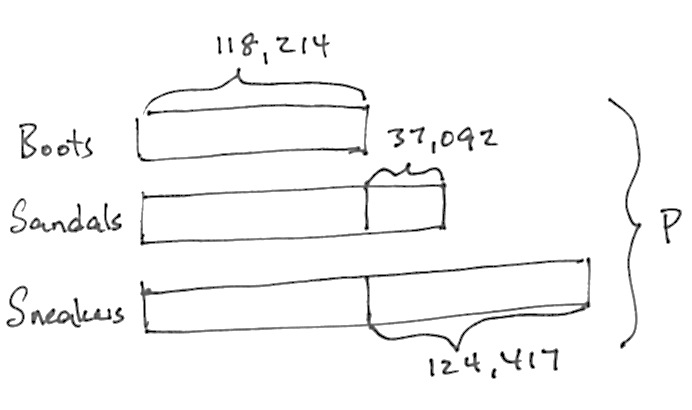 118,214
Boots
37,092
Sandals
P
Sneakers
124,417